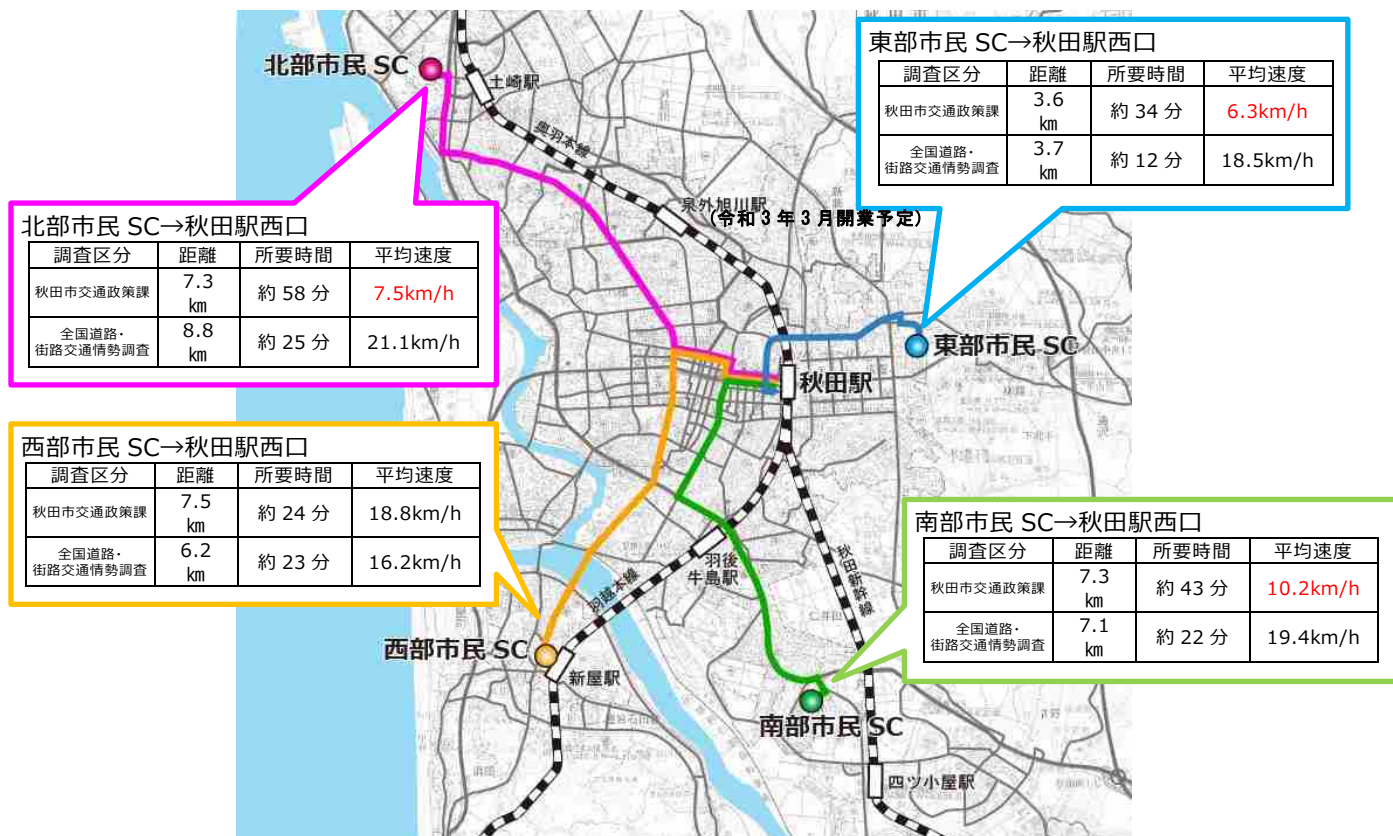 東部市民 SC→秋田駅西口
調査区分 距離 所要時間 平均速度
秋田市交通政策課 3.6 km 約 34 分 6.3km/h
全国道路・
街路交通情勢調査 3.7 km 約 12 分 18.5km/h
北部市民 SC
土崎駅
奥羽本線
泉外旭川駅
(令和 3 年 3 月開業予定)
北部市民 SC→秋田駅西口
調査区分 距離 所要時間 平均速度
秋田市交通政策課 7.3 km 約 58 分 7.5km/h
全国道路・
街路交通情勢調査 8.8 km 約 25 分 21.1km/h
東部市民 SC
秋田駅
西部市民 SC→秋田駅西口
調査区分 距離 所要時間 平均速度
秋田市交通政策課 7.5 km 約 24 分 18.8km/h
全国道路・
街路交通情勢調査 6.2 km 約 23 分 16.2km/h
南部市民 SC→秋田駅西口
調査区分 距離 所要時間 平均速度
秋田市交通政策課 7.3 km 約 43 分 10.2km/h
全国道路・
街路交通情勢調査 7.1 km 約 22 分 19.4km/h
羽後
牛島駅
秋田新幹線
羽越本線
仁井田
西部市民 SC
新屋駅
南部市民 SC
四ツ小屋駅